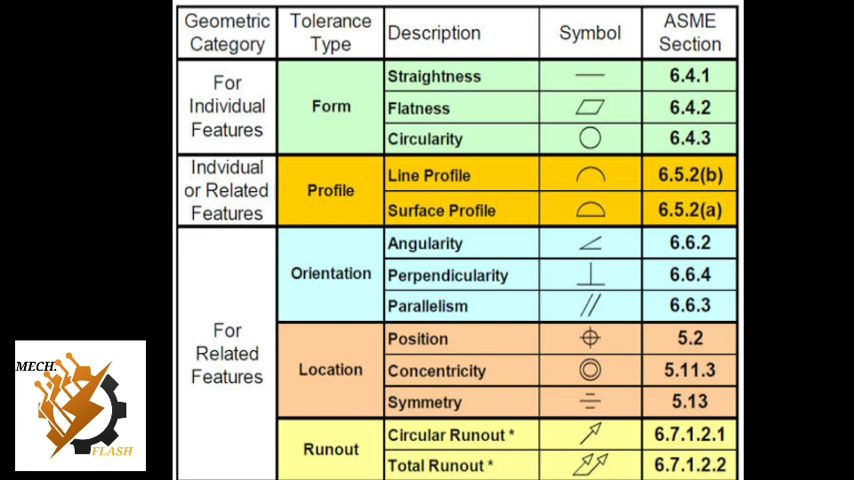 Geometric Category Tolerance Type Description Symbol ASME Section
For Individual Features
Form
Straightness 6.4.1
Flatness 6.4.2
Circularity 6.4.3
Indvidual or Related Features
Profile
Line Profile 6.5.2(b)
Surface Profile 6.5.2(a)
For Related Features
Orientation
Angularity 6.6.2
Perpendicularity 6.6.4
Parallelism 6.6.3
Location
Position 5.2
Concentricity 5.11.3
Symmetry 5.13
Runout
Circular Runout * 6.7.1.2.1
Total Runout * 6.7.1.2.2
MECH.
FLASH